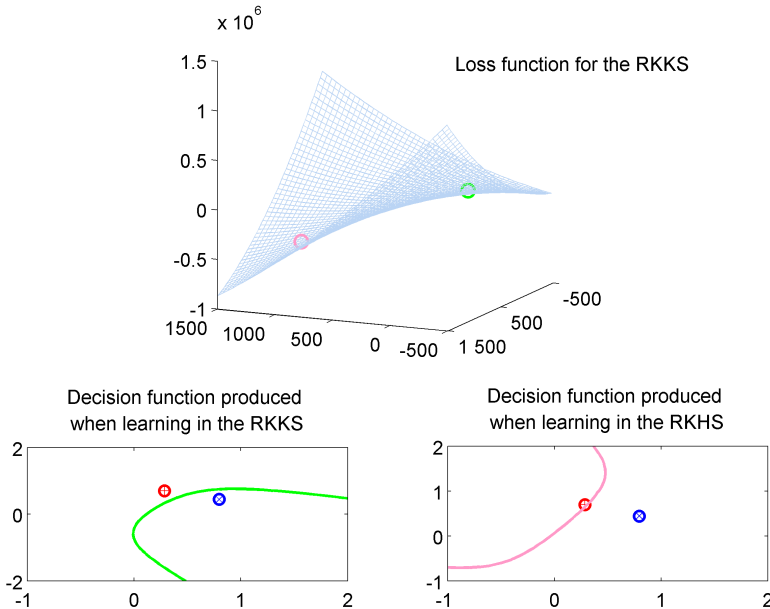 x 10^6
Loss function for the RKKS
1.5
1
0.5
0
-0.5
-1
1500 1000 500 0 -500
1 500 500 -500
Decision function produced
when learning in the RKKS
2
0
-2
-1 0 1 2
Decision function produced
when learning in the RKHS
2
1
0
-1
-1 0 1 2